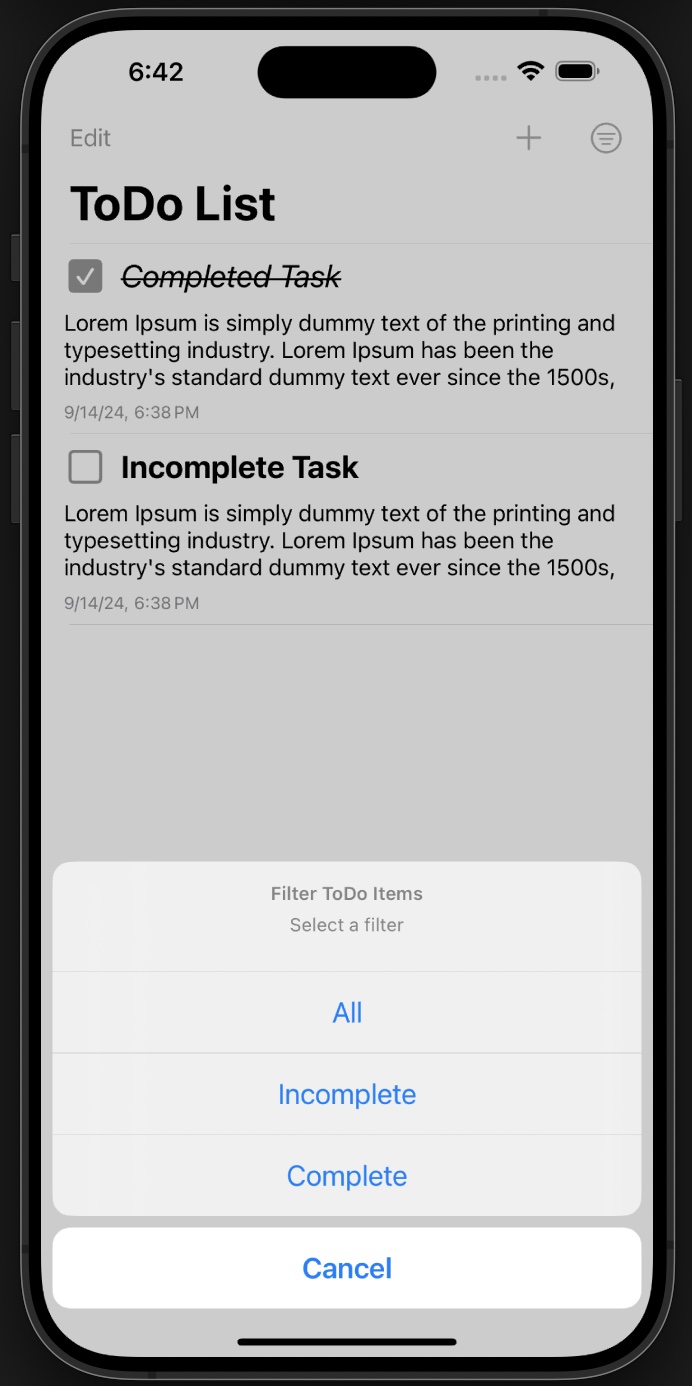 6:42
Edit
ToDo List
Completed Task
Lorem Ipsum is simply dummy text of the printing and
typesetting industry. Lorem Ipsum has been the
industry's standard dummy text ever since the 1500s,
9/14/24, 6:38 PM
Incomplete Task
Lorem Ipsum is simply dummy text of the printing and
typesetting industry. Lorem Ipsum has been the
industry's standard dummy text ever since the 1500s,
9/14/24, 6:38 PM
Filter ToDo Items
Select a filter
All
Incomplete
Complete
Cancel